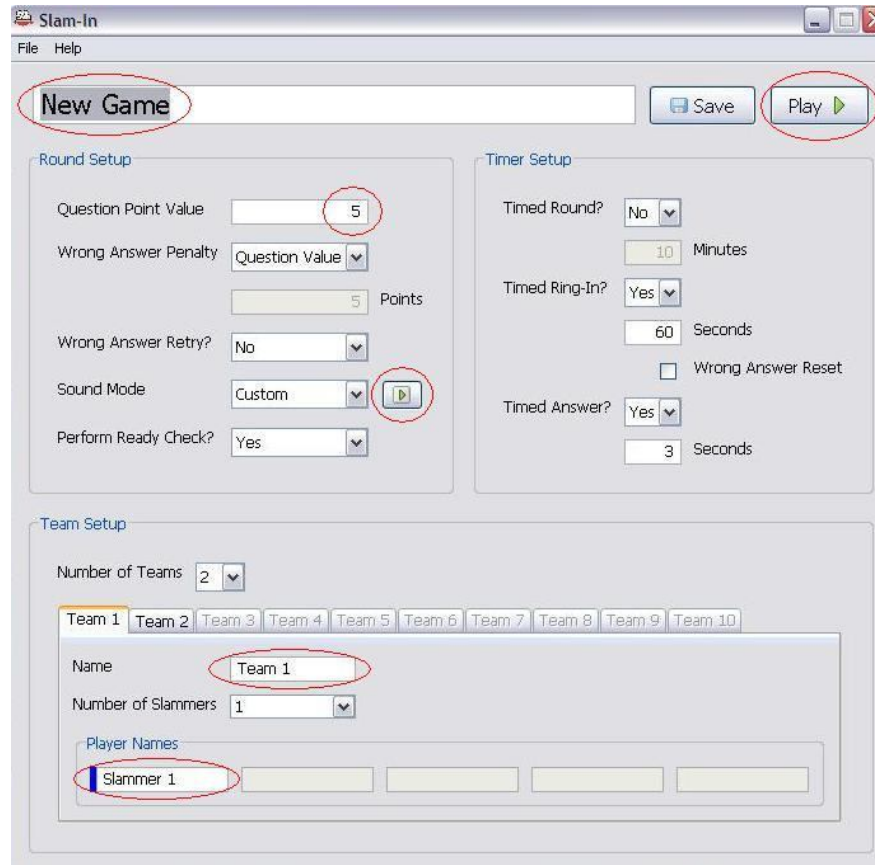 Slam-In
File Help
New Game
Save
Play
Round Setup
Question Point Value 5
Wrong Answer Penalty Question Value
5 Points
Wrong Answer Retry? No
Sound Mode Custom
Perform Ready Check? Yes
Timer Setup
Timed Round? No
10 Minutes
Timed Ring-In? Yes
60 Seconds
Wrong Answer Reset
Timed Answer? Yes
3 Seconds
Team Setup
Number of Teams 2
Team 1 Team 2 Team 3 Team 4 Team 5 Team 6 Team 7 Team 8 Team 9 Team 10
Name Team 1
Number of Slammers 1
Player Names
Slammer 1